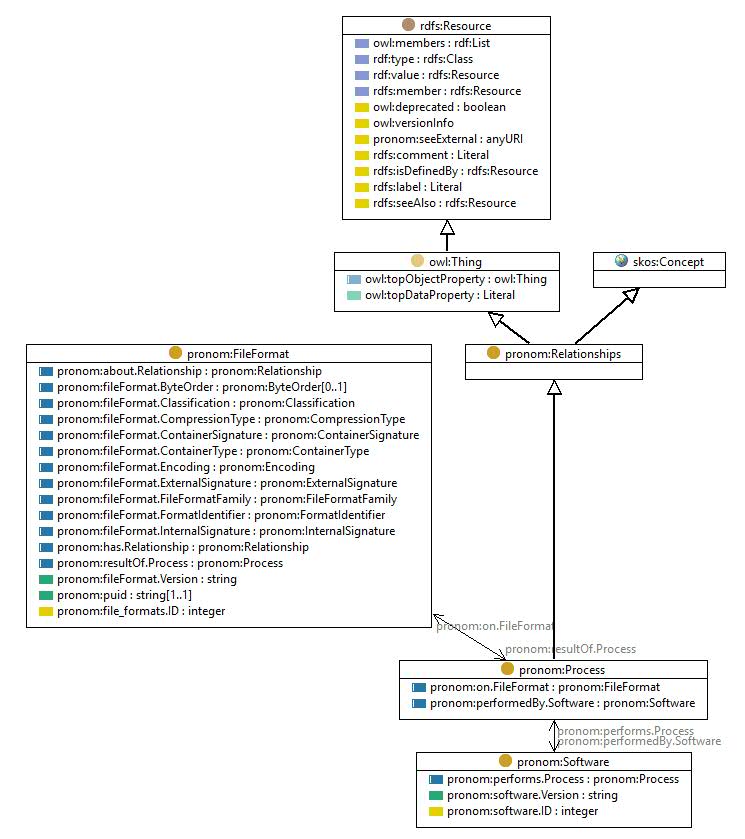 rdfs:Resource
owl:members : rdf:List
rdf:type : rdfs:Class
rdf:value : rdfs:Resource
rdfs:member : rdfs:Resource
owl:deprecated : boolean
owl:versionInfo
pronom:seeExternal : anyURI
rdfs:comment : Literal
rdfs:isDefinedBy : rdfs:Resource
rdfs:label : Literal
rdfs:seeAlso : rdfs:Resource
owl:Thing
owl:topObjectProperty : owl:Thing
owl:topDataProperty : Literal
skos:Concept
pronom:Relationships
pronom:FileFormat
pronom:about.Relationship : pronom:Relationship
pronom:fileFormat.ByteOrder : pronom:ByteOrder[0..1]
pronom:fileFormat.Classification : pronom:Classification
pronom:fileFormat.CompressionType : pronom:CompressionType
pronom:fileFormat.ContainerSignature : pronom:ContainerSignature
pronom:fileFormat.ContainerType : pronom:ContainerType
pronom:fileFormat.Encoding : pronom:Encoding
pronom:fileFormat.ExternalSignature : pronom:ExternalSignature
pronom:fileFormat.FileFormatFamily : pronom:FileFormatFamily
pronom:fileFormat.FormatIdentifier : pronom:FormatIdentifier
pronom:fileFormat.InternalSignature : pronom:InternalSignature
pronom:has.Relationship : pronom:Relationship
pronom:resultOf.Process : pronom:Process
pronom:fileFormat.Version : string
pronom:puid : string[1..1]
pronom:file_formats.ID : integer
pronom:on.FileFormat
pronom:resultOf.Process
pronom:Process
pronom:on.FileFormat : pronom:FileFormat
pronom:performedBy.Software : pronom:Software
pronom:performs.Process
pronom:performedBy.Software
pronom:Software
pronom:performs.Process : pronom:Process
pronom:software.Version : string
pronom:software.ID : integer